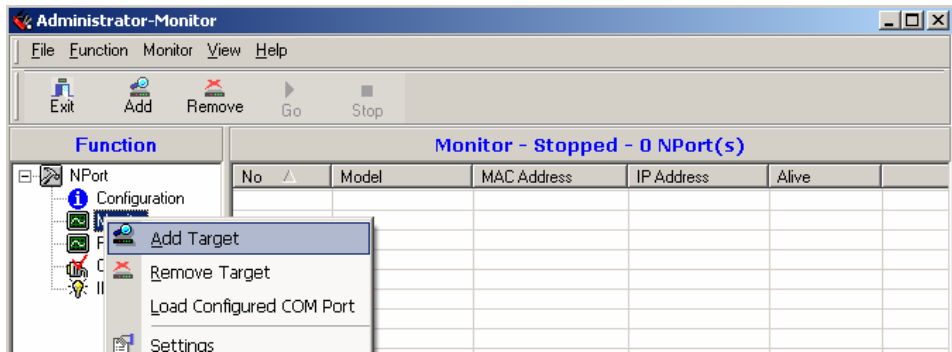 Administrator-Monitor
File Function Monitor View Help
Exit Add Remove Go Stop
Function
Monitor - Stopped - 0 NPort(s)
NPort
No Model MAC Address IP Address Alive
Configuration
Add Target
Remove Target
Load Configured COM Port
Settings